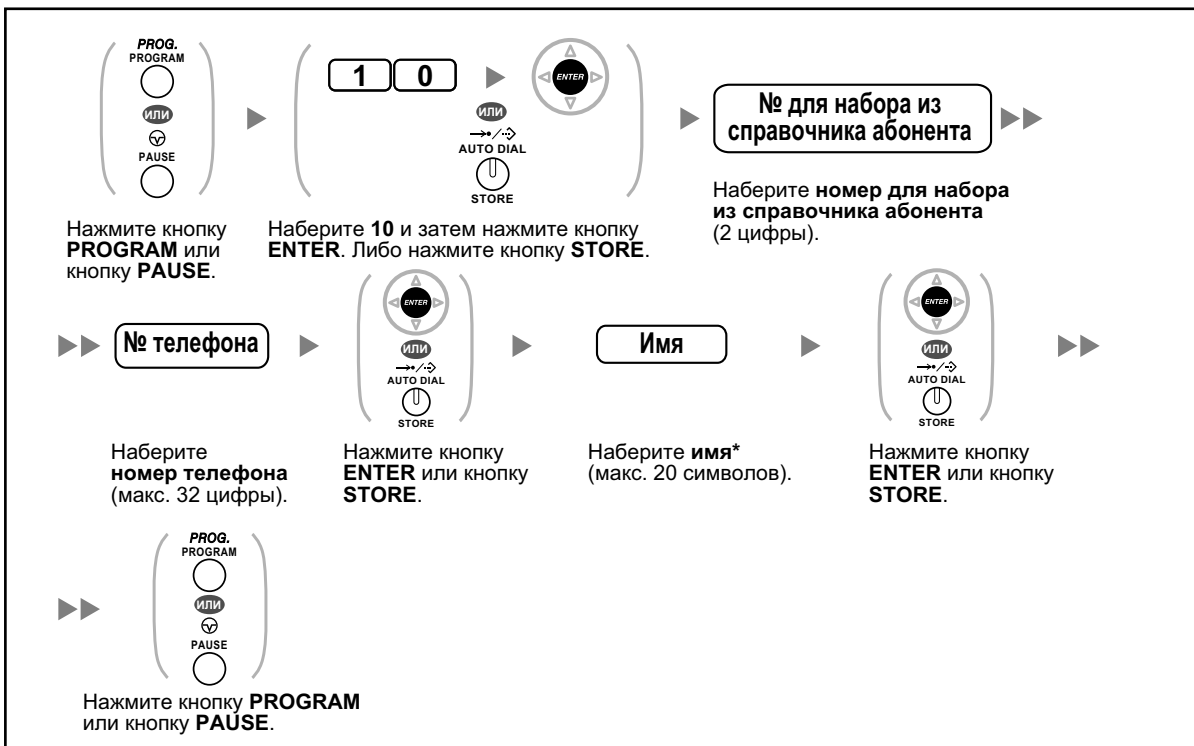 PROG.
PROGRAM
ИЛИ
PAUSE
Нажмите кнопку
PROGRAM или
кнопку PAUSE.
1 0
ENTER
ИЛИ
AUTO DIAL
STORE
Наберите 10 и затем нажмите кнопку
ENTER. Либо нажмите кнопку STORE.
№ для набора из
справочника абонента
Наберите номер для набора
из справочника абонента
(2 цифры).
№ телефона
Наберите
номер телефона
(макс. 32 цифры).
ENTER
ИЛИ
AUTO DIAL
STORE
Нажмите кнопку
ENTER или кнопку
STORE.
Имя
Наберите имя*
(макс. 20 символов).
ENTER
ИЛИ
AUTO DIAL
STORE
Нажмите кнопку
ENTER или кнопку
STORE.
PROG.
PROGRAM
ИЛИ
PAUSE
Нажмите кнопку PROGRAM
или кнопку PAUSE.